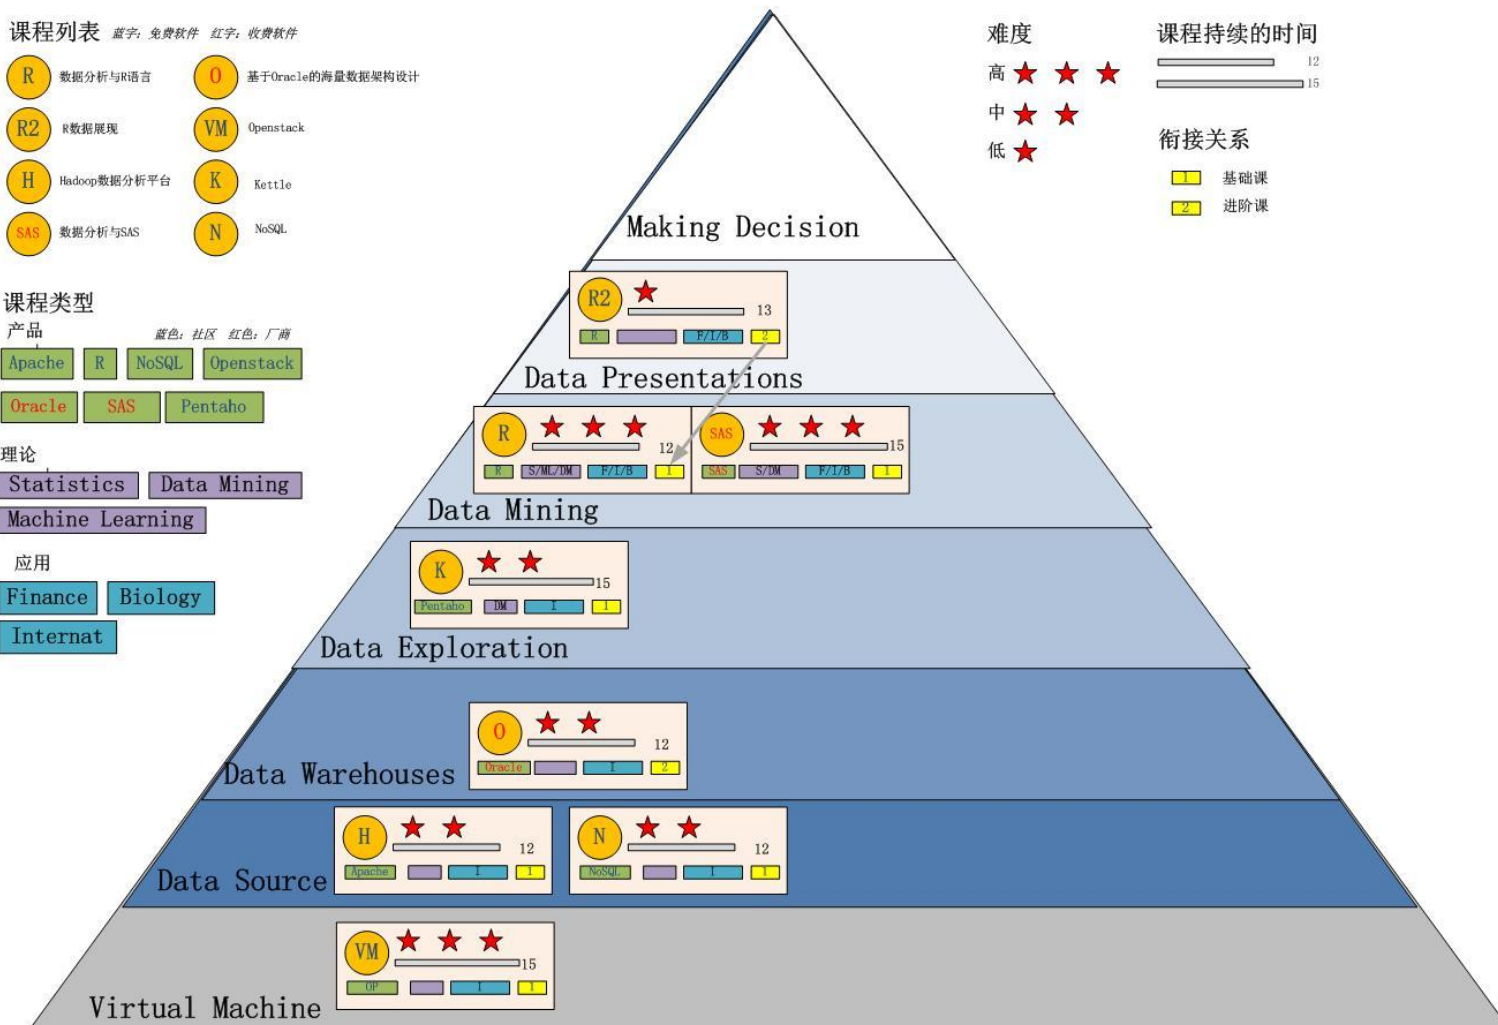 课程列表 蓝字: 免费软件 红字: 收费软件
R 数据分析与R语言 O 基于Oracle的海量数据架构设计
R2 R数据展现 VM Openstack
H Hadoop数据分析平台 K Kettle
SAS 数据分析与SAS N NoSQL
课程类型
产品 蓝色: 社区 红色: 厂商
Apache R NoSQL Openstack
Oracle SAS Pentaho
理论
Statistics Data Mining
Machine Learning
应用
Finance Biology
Internat
难度
高
中
低
课程持续的时间
12
15
衔接关系
1 基础课
2 进阶课
Making Decision
R2 13
R F/I/B 2
Data Presentations
R 12
R S/ML/DM F/I/B 1
SAS 15
SAS S/DM F/I/B 1
Data Mining
K 15
Pentaho DM I 1
Data Exploration
O 12
Oracle I 2
Data Warehouses
H 12
Apache I 1
N 12
NoSQL I 1
Data Source
VM 15
OP I 1
Virtual Machine